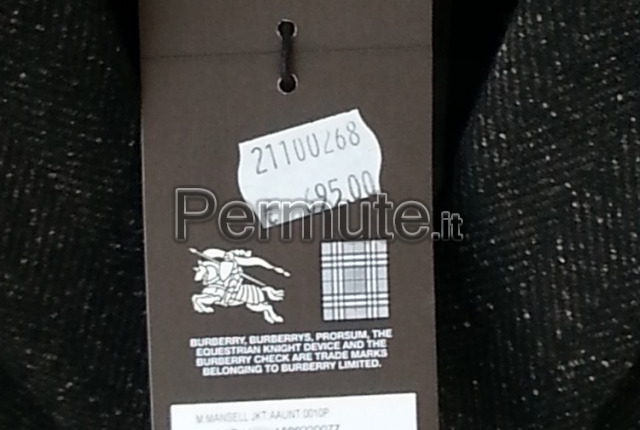 21100268
495.00
Permute.it
BURBERRY, BURBERRYS, PRORSUM, THE
EQUESTRIAN KNIGHT DEVICE AND THE
BURBERRY CHECK ARE TRADE MARKS
BELONGING TO BURBERRY LIMITED.
M:MANSELL JKT:AAUNT:0010P